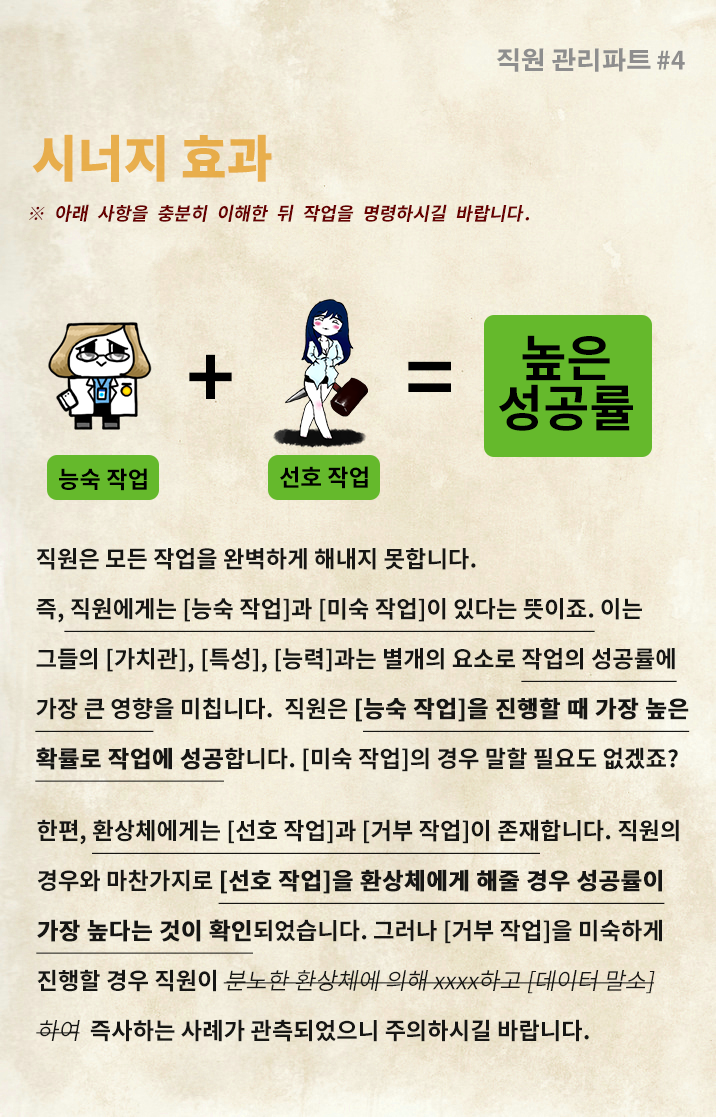 직원 관리파트 #4
시너지 효과
※ 아래 사항을 충분히 이해한 뒤 작업을 명령하시길 바랍니다.
+
=
높은
성공률
능숙 작업
선호 작업
직원은 모든 작업을 완벽하게 해내지 못합니다.
즉, 직원에게는 [능숙 작업]과 [미숙 작업]이 있다는 뜻이죠. 이는
그들의 [가치관], [특성], [능력]과는 별개의 요소로 작업의 성공률에
가장 큰 영향을 미칩니다. 직원은 [능숙 작업]을 진행할 때 가장 높은
확률로 작업에 성공합니다. [미숙 작업]의 경우 말할 필요도 없겠죠?
한편, 환상체에게는 [선호 작업]과 [거부 작업]이 존재합니다. 직원의
경우와 마찬가지로 [선호 작업]을 환상체에게 해줄 경우 성공률이
가장 높다는 것이 확인되었습니다. 그러나 [거부 작업]을 미숙하게
진행할 경우 직원이 분노한 환상체에 의해 xxxx하고 [데이터 말소]
하여 즉사하는 사례가 관측되었으니 주의하시길 바랍니다.